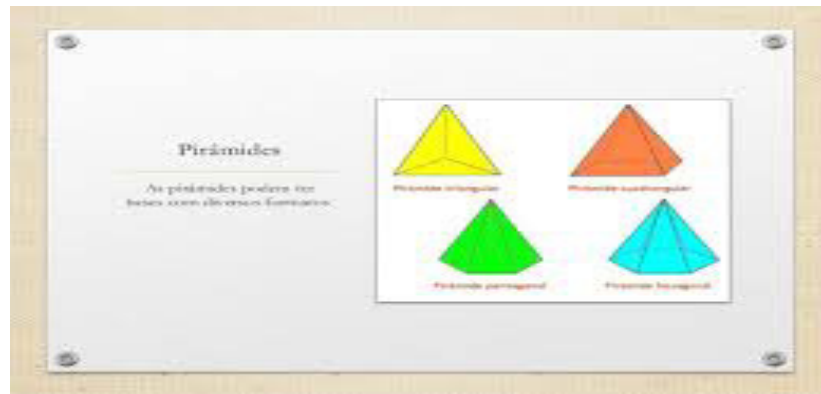 Pirâmides
As pirâmides podem ter
bases com diversos formatos
Pirâmide triangular
Pirâmide quadrangular
Pirâmide pentagonal
Pirâmide hexagonal